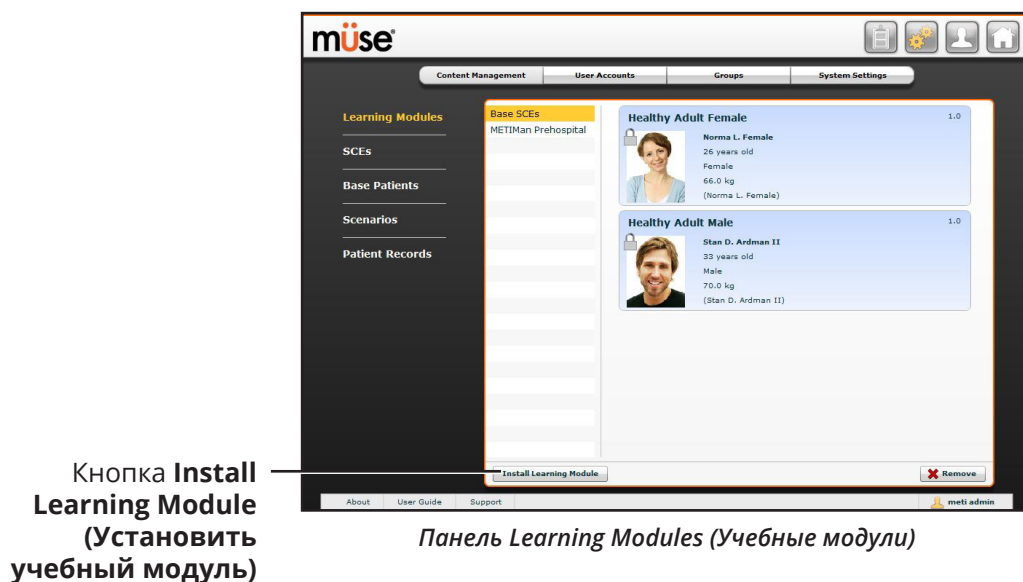 müse
Content Management
User Accounts
Groups
System Settings
Learning Modules
SCEs
Base Patients
Scenarios
Patient Records
Base SCEs
METIMan Prehospital
Healthy Adult Female
1.0
Norma L. Female
26 years old
Female
66.0 kg
(Norma L. Female)
Healthy Adult Male
1.0
Stan D. Ardman II
33 years old
Male
70.0 kg
(Stan D. Ardman II)
Install Learning Module
Remove
About
User Guide
Support
meti admin
Кнопка Install
Learning Module
(Установить
учебный модуль)
Панель Learning Modules (Учебные модули)